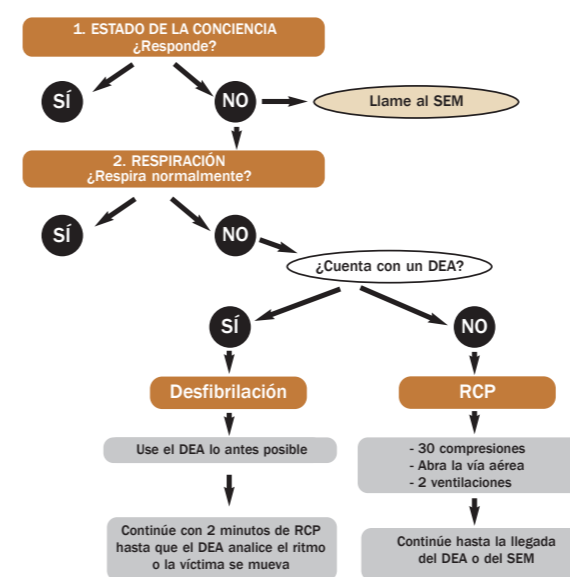 1. ESTADO DE LA CONCIENCIA
¿Responde?
SÍ
NO
Llame al SEM
2. RESPIRACIÓN
¿Respira normalmente?
SÍ
NO
¿Cuenta con un DEA?
SÍ
NO
Desfibrilación
RCP
Use el DEA lo antes posible
- 30 compresiones
- Abra la vía aérea
- 2 ventilaciones
Continúe con 2 minutos de RCP
hasta que el DEA analice el ritmo
o la víctima se mueva
Continúe hasta la llegada
del DEA o del SEM